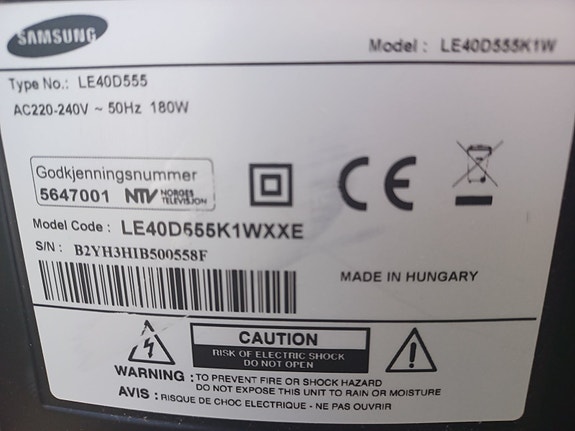 SAMSUNG
Model : LE40D555K1W
Type No.: LE40D555
AC220-240V ~ 50Hz 180W
Godkjenningsnummer
5647001 NTV NORGES TELEVISJON
Model Code : LE40D555K1WXXE
S/N : B2YH3HIB500558F
MADE IN HUNGARY
CAUTION
RISK OF ELECTRIC SHOCK
DO NOT OPEN
WARNING : TO PREVENT FIRE OR SHOCK HAZARD
DO NOT EXPOSE THIS UNIT TO RAIN OR MOISTURE
AVIS : RISQUE DE CHOC ELECTRIQUE - NE PAS OUVRIR